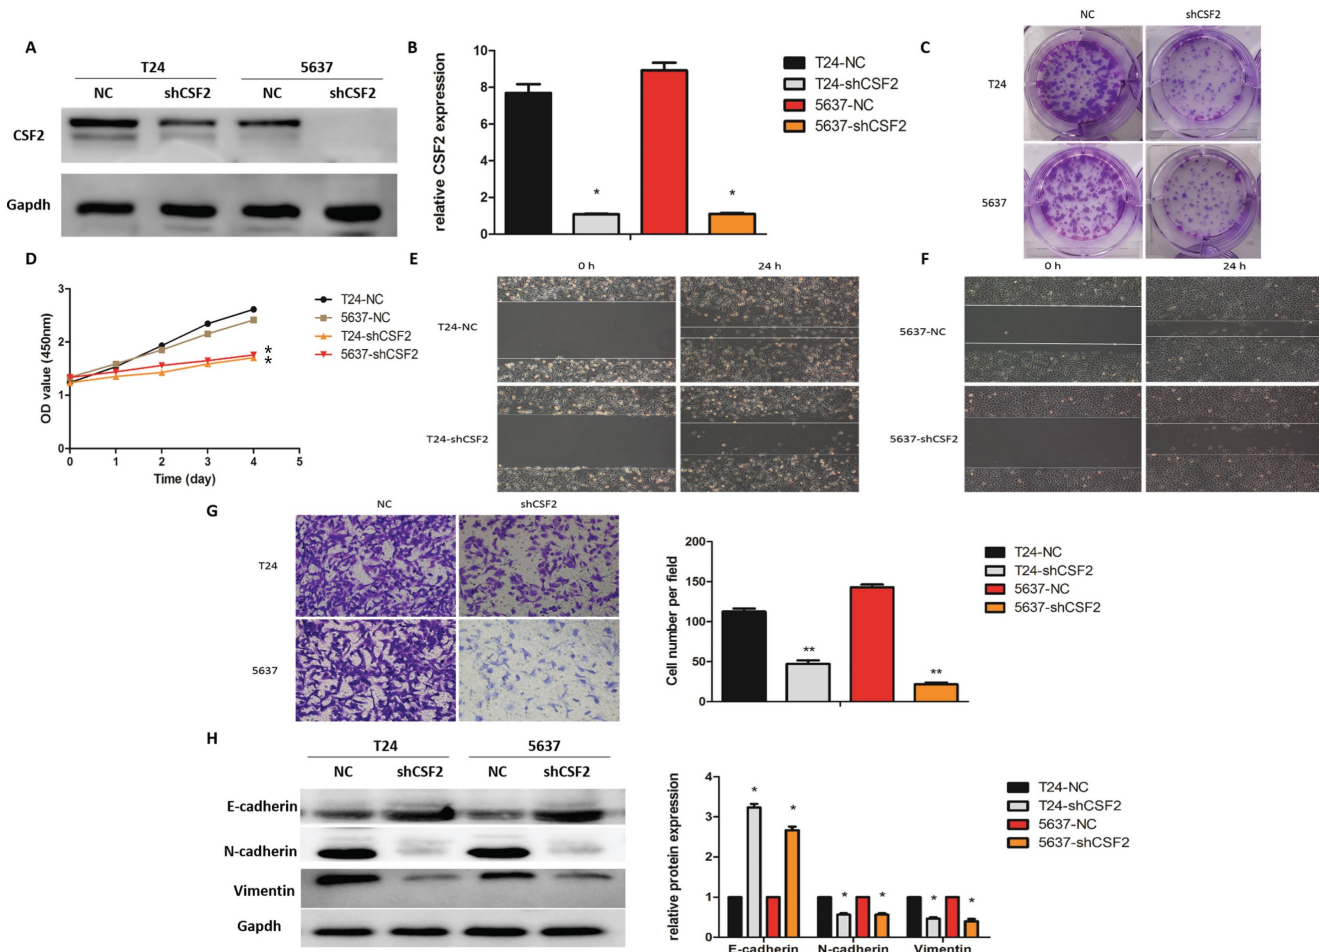 A
T24 5637
NC shCSF2 NC shCSF2
CSF2
Gapdh
B
relative CSF2 expression
10
8
6
4
2
0
*
*
T24-NC
T24-shCSF2
5637-NC
5637-shCSF2
C
NC shCSF2
T24
5637
D
OD value (450nm)
3
2
1
0
0 1 2 3 4 5
Time (day)
T24-NC
5637-NC
T24-shCSF2
5637-shCSF2
*
*
E
0 h 24 h
T24-NC
T24-shCSF2
F
0 h 24 h
5637-NC
5637-shCSF2
G
NC shCSF2
T24
5637
Cell number per field
200
150
100
50
0
**
**
T24-NC
T24-shCSF2
5637-NC
5637-shCSF2
H
T24 5637
NC shCSF2 NC shCSF2
E-cadherin
N-cadherin
Vimentin
Gapdh
relative protein expression
4
3
2
1
0
*
*
*
*
*
*
E-cadherin N-cadherin Vimentin
T24-NC
T24-shCSF2
5637-NC
5637-shCSF2